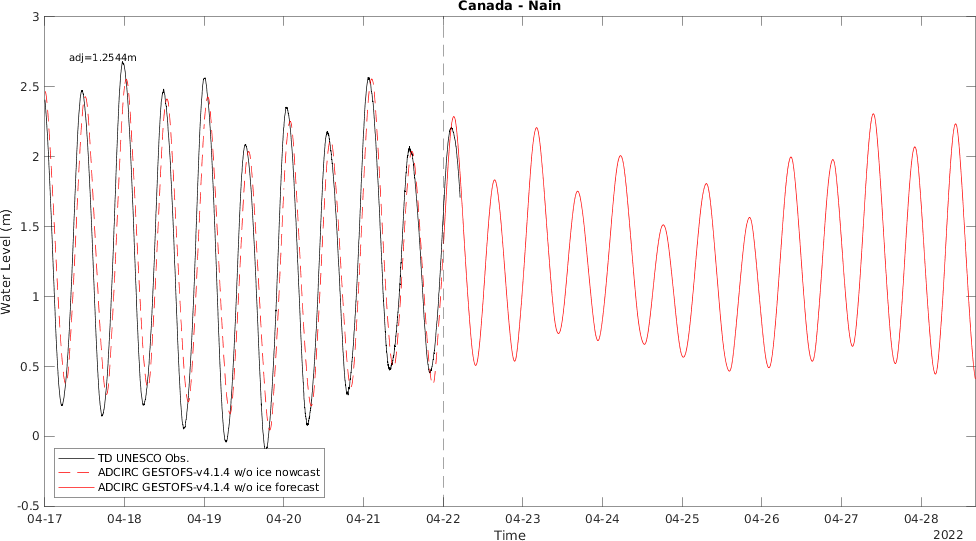 Canada - Nain
adj=1.2544m
3
2.5
2
1.5
1
0.5
0
-0.5
Water Level (m)
TD UNESCO Obs.
ADCIRC GESTOFS-v4.1.4 w/o ice nowcast
ADCIRC GESTOFS-v4.1.4 w/o ice forecast
04-17 04-18 04-19 04-20 04-21 04-22 04-23 04-24 04-25 04-26 04-27 04-28
Time
2022